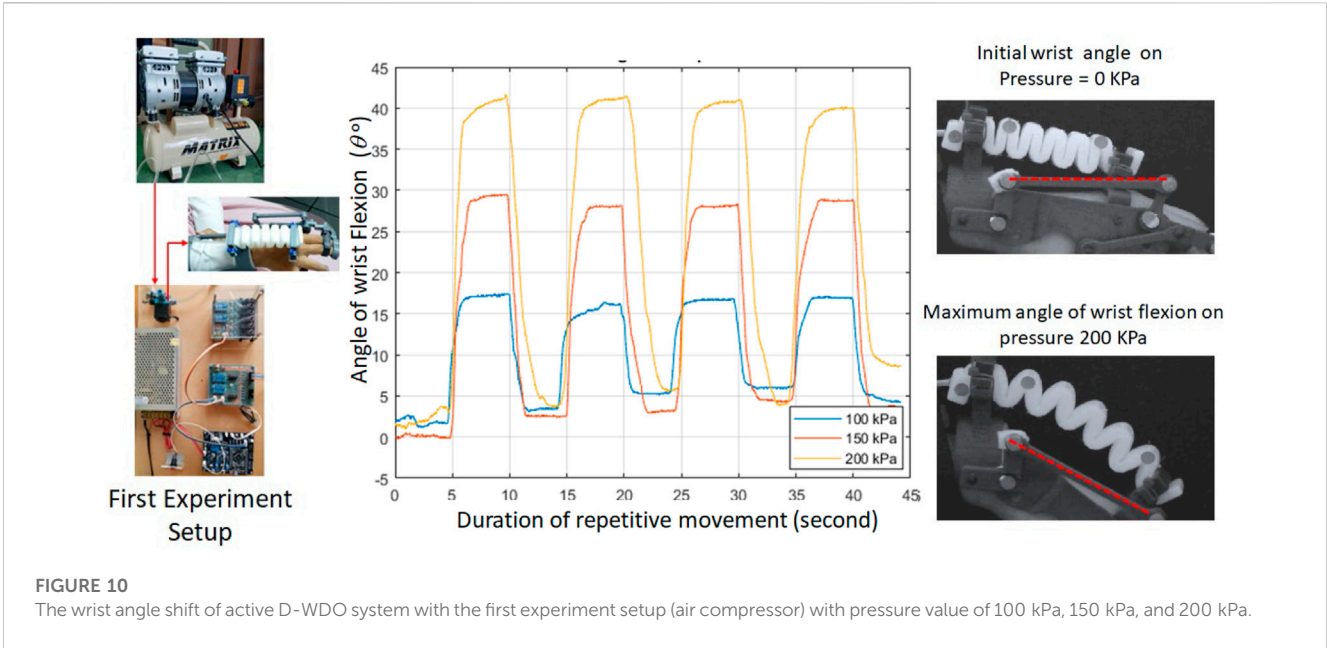 MATRIX
First Experiment
Setup
45
40
35
30
25
20
15
10
5
0
-5
Angle of wrist Flexion (θ°)
0 5 10 15 20 25 30 35 40 45
Duration of repetitive movement (second)
100 kPa
150 kPa
200 kPa
Initial wrist angle on
Pressure = 0 KPa
Maximum angle of wrist flexion on
pressure 200 KPa
FIGURE 10
The wrist angle shift of active D-WDO system with the first experiment setup (air compressor) with pressure value of 100 kPa, 150 kPa, and 200 kPa.